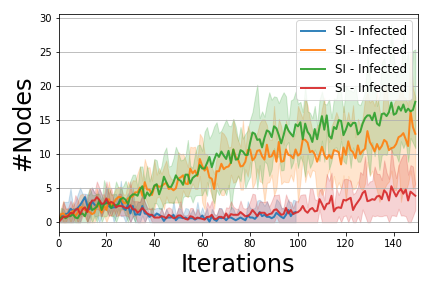 30
25
20
15
10
5
0
#Nodes
SI - Infected
SI - Infected
SI - Infected
SI - Infected
0 20 40 60 80 100 120 140
Iterations